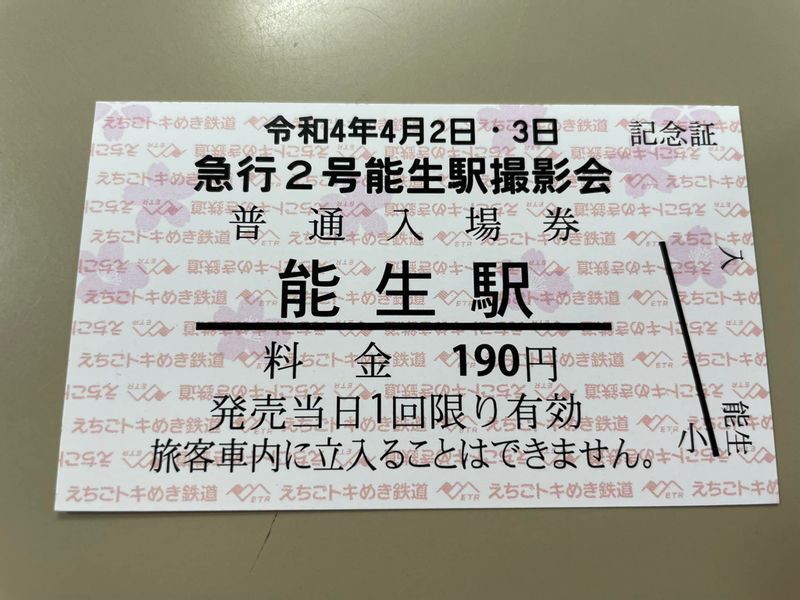 令和4年4月2日・3日
記念証
急行2号能生駅撮影会
普通入場券
能生駅
料金 190円
発売当日1回限り有効
旅客車内に立入ることはできません。
入 能生
小
えちごトキめき鉄道 ETR